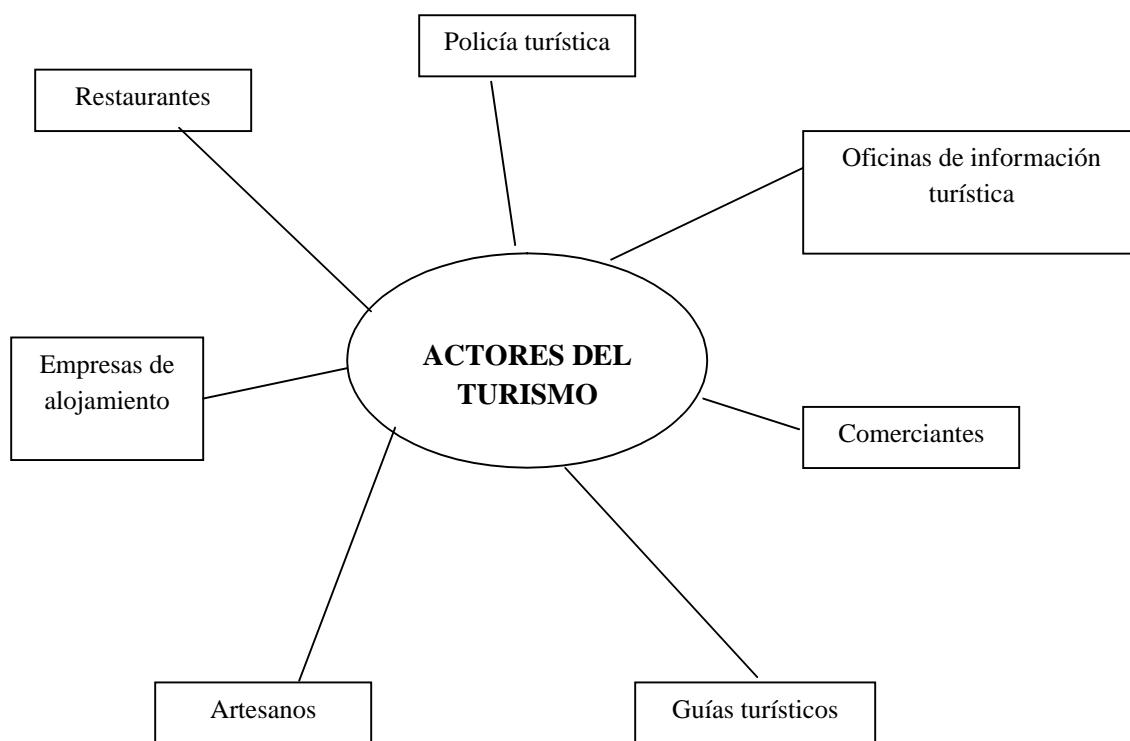 Policía turística
Restaurantes
Oficinas de información
turística
ACTORES DEL
TURISMO
Empresas de
alojamiento
Comerciantes
Artesanos
Guías turísticos